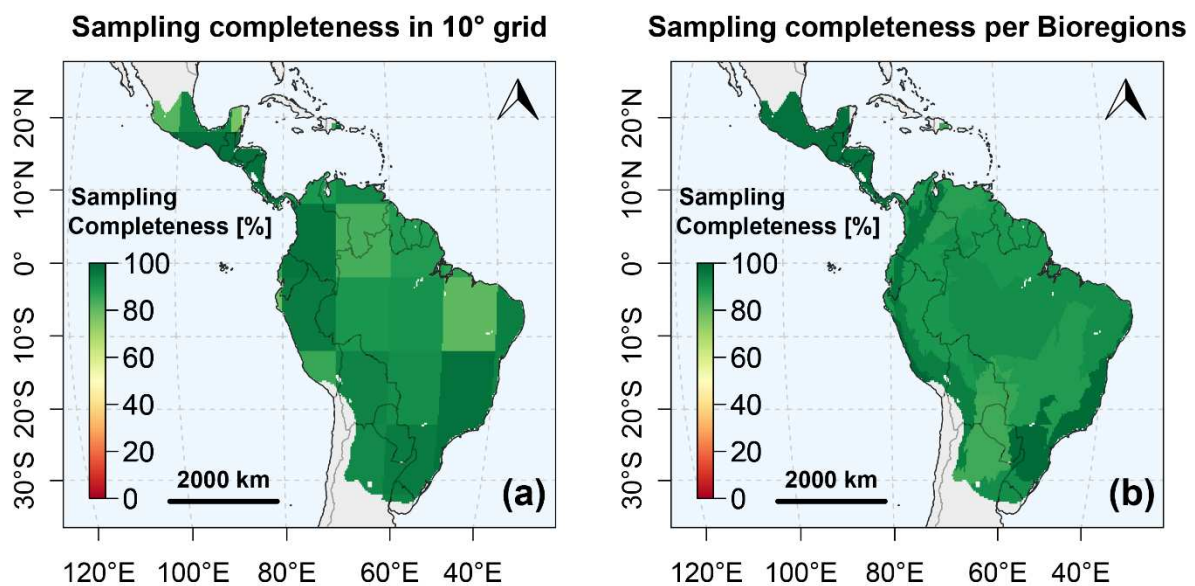 Sampling completeness in 10° grid
20°N
10°N
0°
10°S
20°S
30°S
Sampling
Completeness [%]
100
80
60
40
20
0
2000 km
(a)
120°E 100°E 80°E 60°E 40°E
Sampling completeness per Bioregions
20°N
10°N
0°
10°S
20°S
30°S
Sampling
Completeness [%]
100
80
60
40
20
0
2000 km
(b)
120°E 100°E 80°E 60°E 40°E